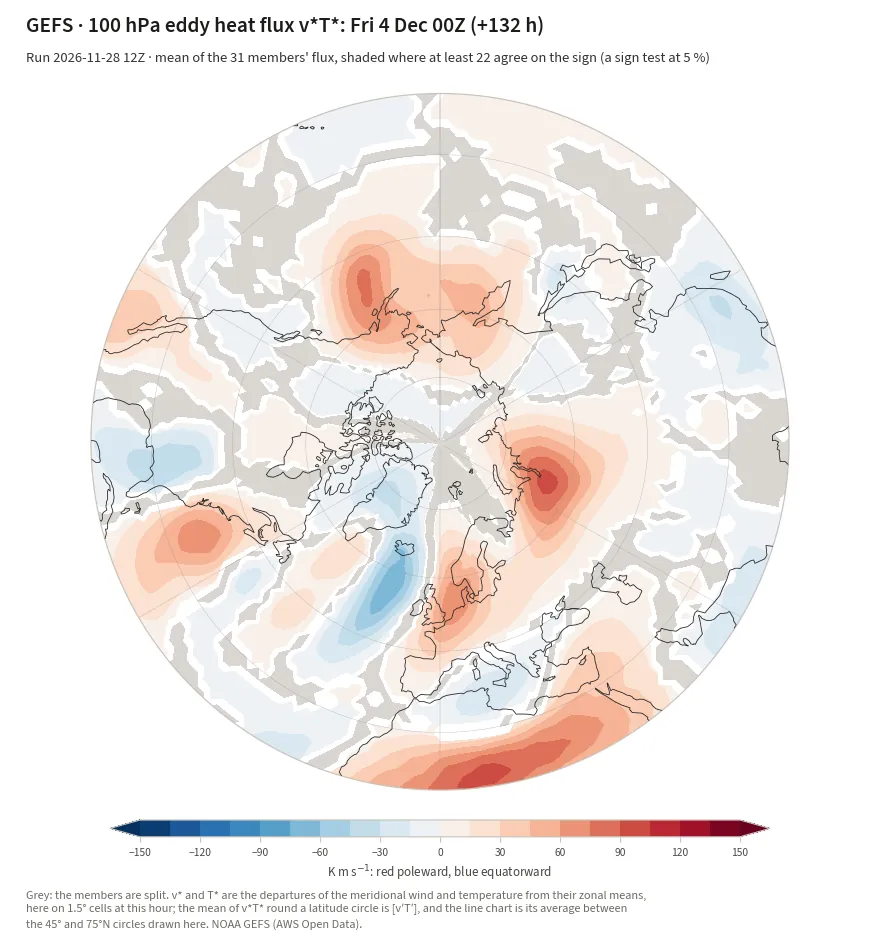 GEFS · 100 hPa eddy heat flux v*T*: Fri 4 Dec 00Z (+132 h)
Run 2026-11-28 12Z · mean of the 31 members' flux, shaded where at least 22 agree on the sign (a sign test at 5 %)
−150 −120 −90 −60 −30 0 30 60 90 120 150
K m s⁻¹: red poleward, blue equatorward
Grey: the members are split. v* and T* are the departures of the meridional wind and temperature from their zonal means,
here on 1.5° cells at this hour; the mean of v*T* round a latitude circle is [v′T′], and the line chart is its average between
the 45° and 75°N circles drawn here. NOAA GEFS (AWS Open Data).